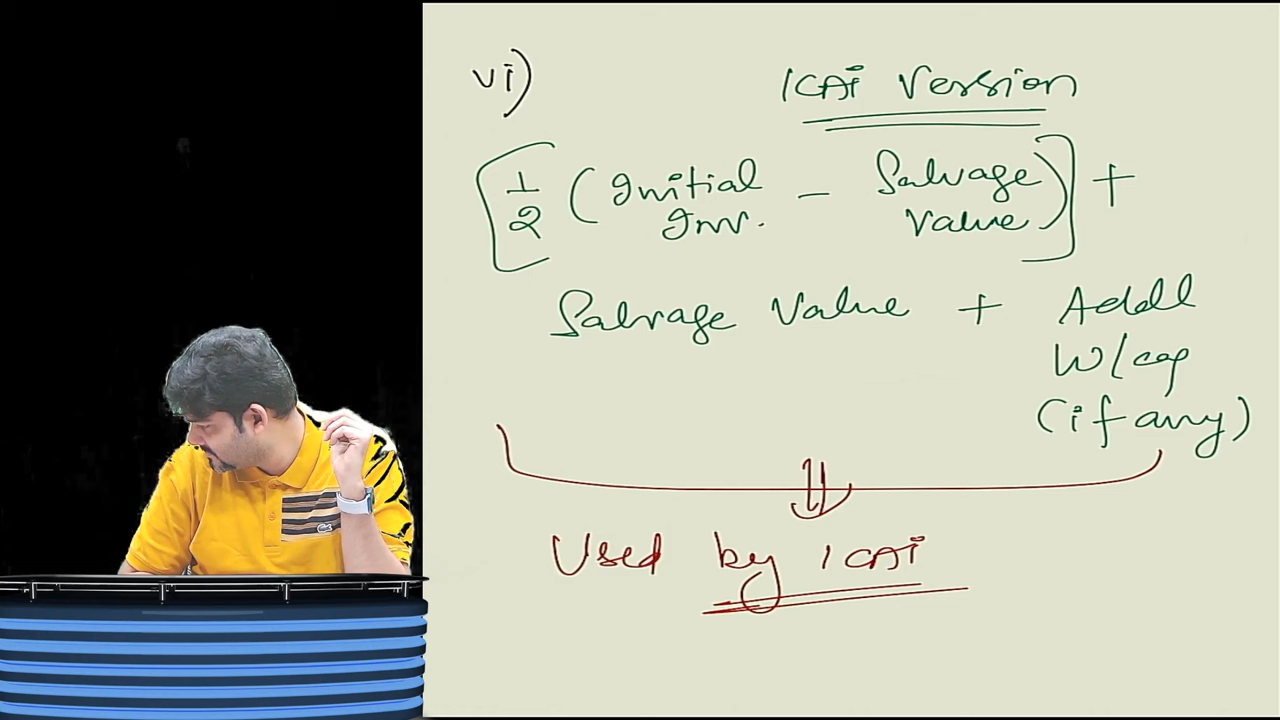 vi) ICAI Version
[1/2 (Initial Inv. - Salvage Value)] +
Salvage Value + Addl W/cap (if any)
Used by ICAI